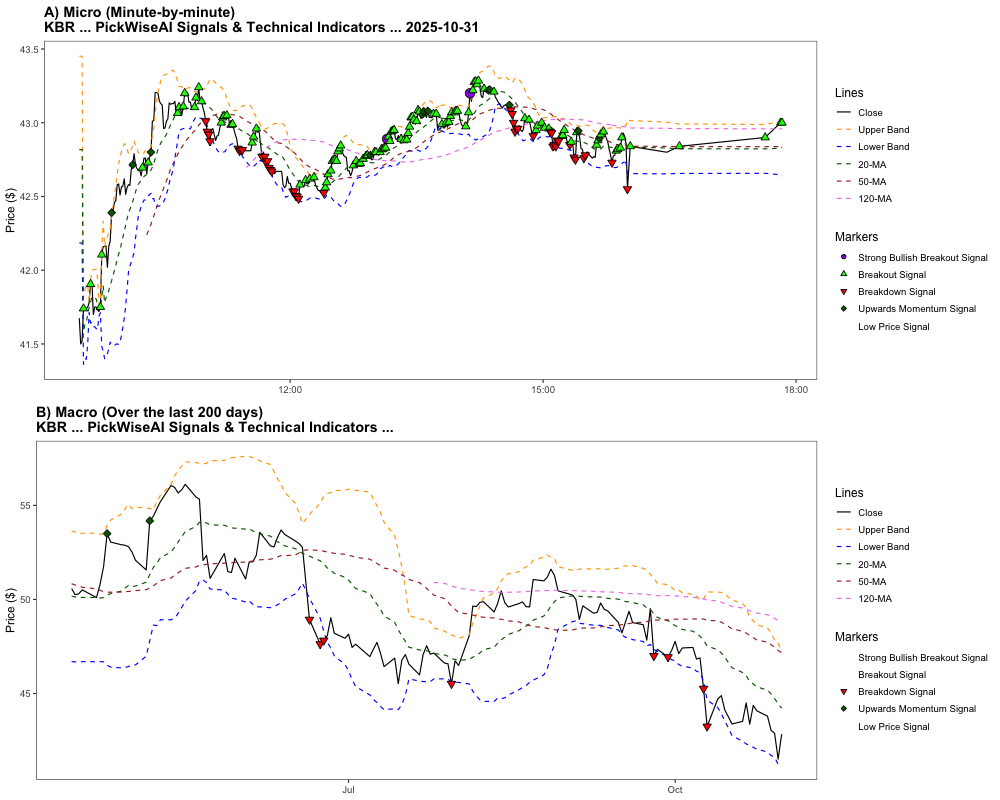 A) Micro (Minute-by-minute)
KBR ... PickWiseAI Signals & Technical Indicators ... 2025-10-31
Price ($)
43.5
43.0
42.5
42.0
41.5
12:00
15:00
18:00
Lines
Close
Upper Band
Lower Band
20-MA
50-MA
120-MA
Markers
Strong Bullish Breakout Signal
Breakout Signal
Breakdown Signal
Upwards Momentum Signal
Low Price Signal
B) Macro (Over the last 200 days)
KBR ... PickWiseAI Signals & Technical Indicators ...
Price ($)
55
50
45
Jul
Oct
Lines
Close
Upper Band
Lower Band
20-MA
50-MA
120-MA
Markers
Strong Bullish Breakout Signal
Breakout Signal
Breakdown Signal
Upwards Momentum Signal
Low Price Signal